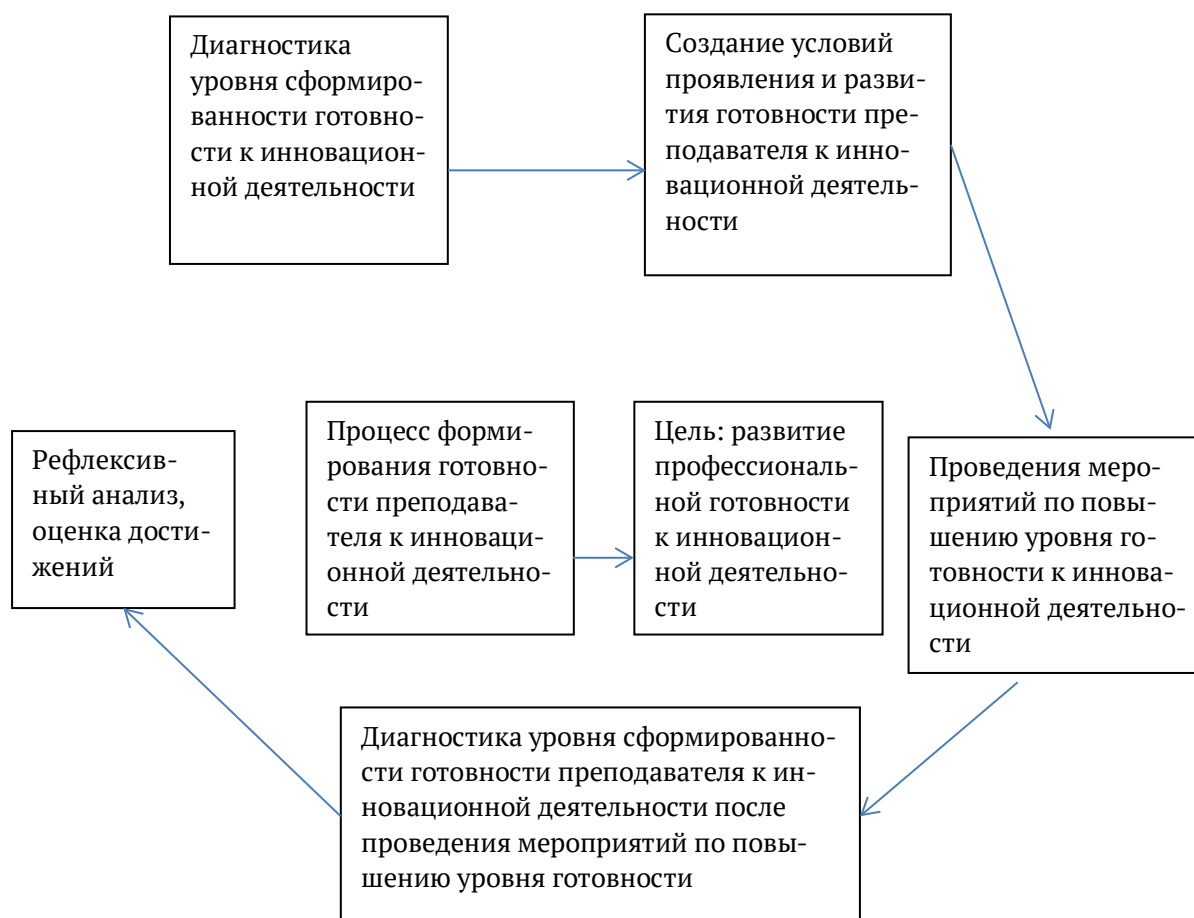 Диагностика
уровня сформиро-
ванности готовно-
сти к инновацион-
ной деятельности
Создание условий
проявления и разви-
тия готовности пре-
подавателя к инно-
вационной деятель-
ности
Рефлексив-
ный анализ,
оценка дости-
жений
Процесс форми-
рования готовно-
сти преподава-
теля к инноваци-
онной деятельно-
сти
Цель: развитие
профессиональ-
ной готовности
к инновацион-
ной деятельно-
сти
Проведения меро-
приятий по повы-
шению уровня го-
товности к иннова-
ционной деятельно-
сти
Диагностика уровня сформированно-
сти готовности преподавателя к ин-
новационной деятельности после
проведения мероприятий по повы-
шению уровня готовности